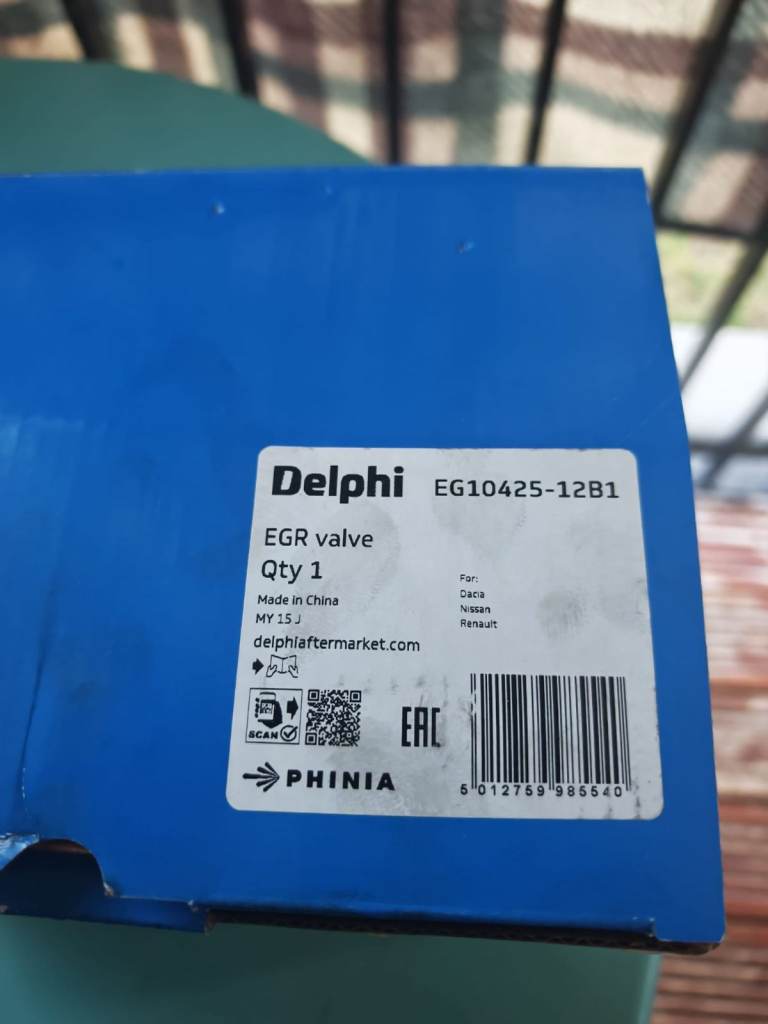 Delphi EG10425-12B1
EGR valve
Qty 1
Made in China
MY 15 J
delphiaftermarket.com
For:
Dacia
Nissan
Renault
SCAN
EAC
PHINIA
5 012759 985540